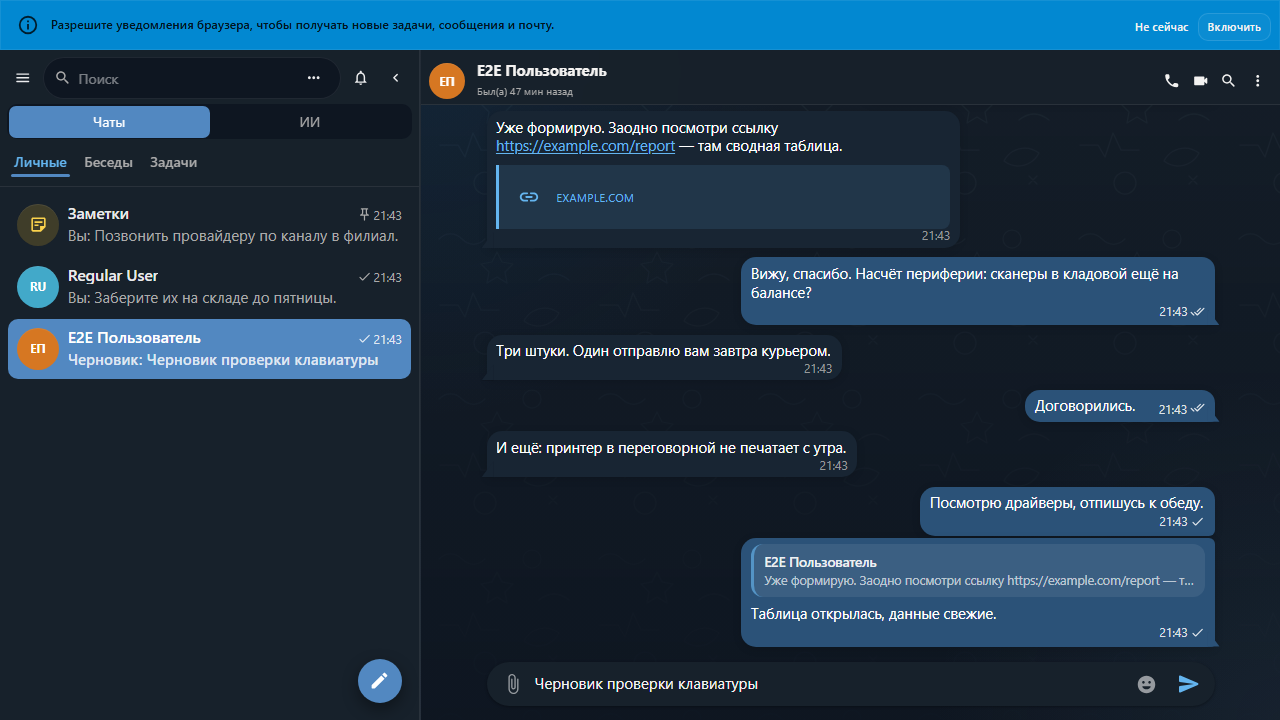 Разрешите уведомления браузера, чтобы получать новые задачи, сообщения и почту.
Не сейчас
Включить
Поиск
Чаты
ИИ
Личные
Беседы
Задачи
Заметки
21:43
Вы: Позвонить провайдеру по каналу в филиал.
RU
Regular User
21:43
Вы: Заберите их на складе до пятницы.
ЕП
E2E Пользователь
21:43
Черновик: Черновик проверки клавиатуры
ЕП
E2E Пользователь
Был(а) 47 мин назад
Уже формирую. Заодно посмотри ссылку
https://example.com/report — там сводная таблица.
EXAMPLE.COM
21:43
Вижу, спасибо. Насчёт периферии: сканеры в кладовой ещё на
балансе?
21:43
Три штуки. Один отправлю вам завтра курьером.
21:43
Договорились.
21:43
И ещё: принтер в переговорной не печатает с утра.
21:43
Посмотрю драйверы, отпишусь к обеду.
21:43
E2E Пользователь
Уже формирую. Заодно посмотри ссылку https://example.com/report — т...
Таблица открылась, данные свежие.
21:43
Черновик проверки клавиатуры